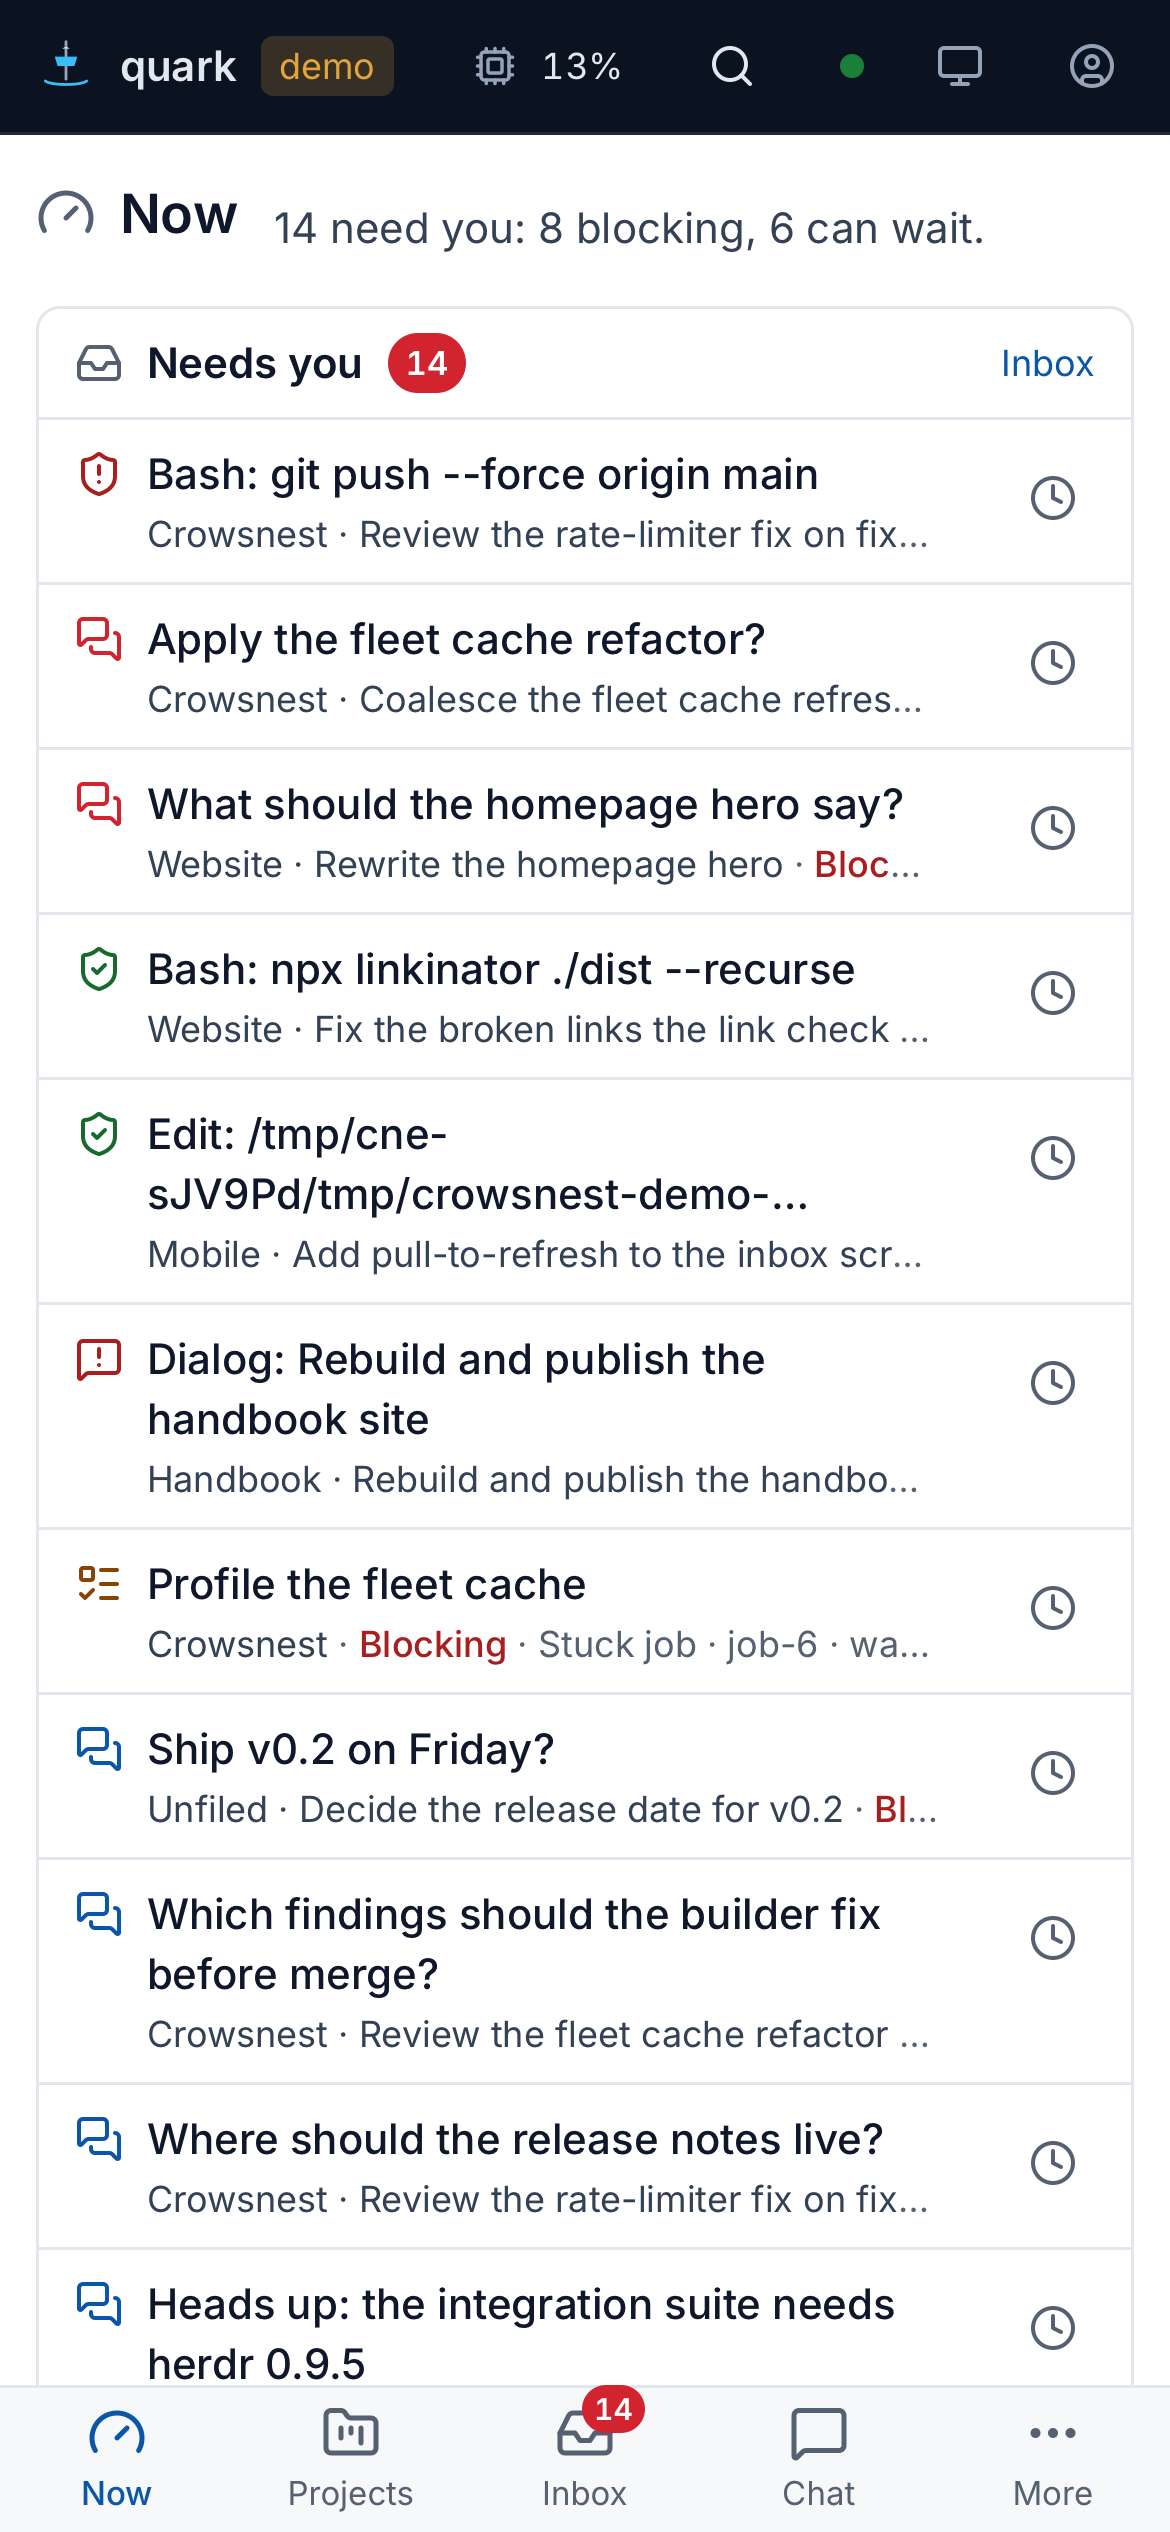 quark demo 13%
Now 14 need you: 8 blocking, 6 can wait.
Needs you 14 Inbox
Bash: git push --force origin main
Crowsnest · Review the rate-limiter fix on fix...
Apply the fleet cache refactor?
Crowsnest · Coalesce the fleet cache refres...
What should the homepage hero say?
Website · Rewrite the homepage hero · Bloc...
Bash: npx linkinator ./dist --recurse
Website · Fix the broken links the link check ...
Edit: /tmp/cne-
sJV9Pd/tmp/crowsnest-demo-...
Mobile · Add pull-to-refresh to the inbox scr...
Dialog: Rebuild and publish the
handbook site
Handbook · Rebuild and publish the handbo...
Profile the fleet cache
Crowsnest · Blocking · Stuck job · job-6 · wa...
Ship v0.2 on Friday?
Unfiled · Decide the release date for v0.2 · Bl...
Which findings should the builder fix
before merge?
Crowsnest · Review the fleet cache refactor ...
Where should the release notes live?
Crowsnest · Review the rate-limiter fix on fix...
Heads up: the integration suite needs
herdr 0.9.5
14
Now Projects Inbox Chat More